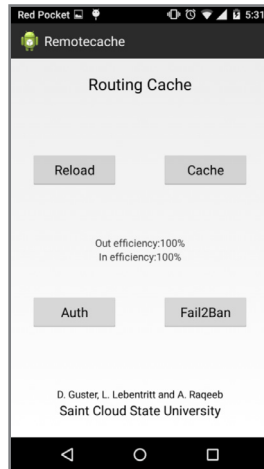 Red Pocket 5:31
Remotecache
Routing Cache
Reload Cache
Out efficiency:100%
In efficiency:100%
Auth Fail2Ban
D. Guster, L. Lebentritt and A. Raqeeb
Saint Cloud State University